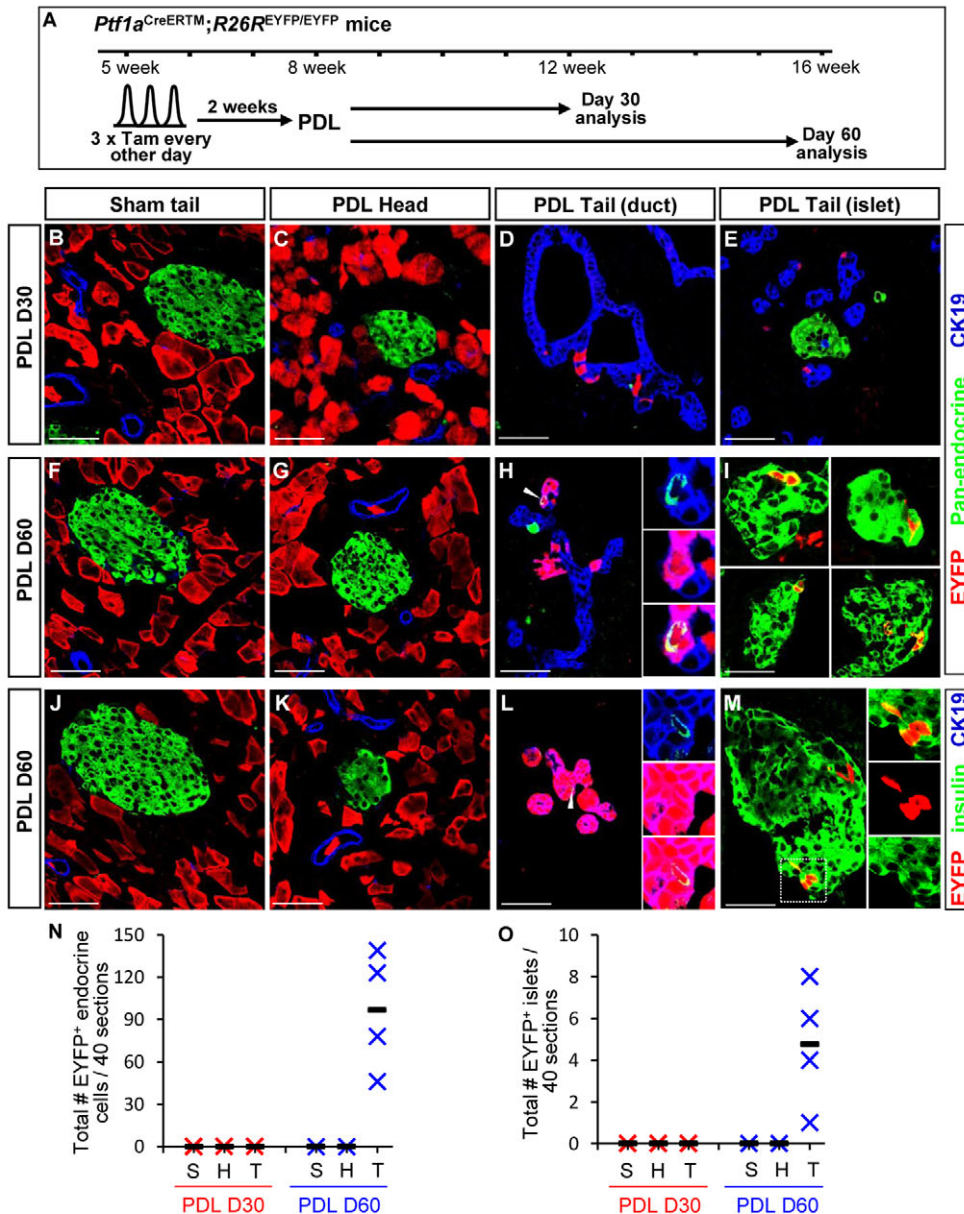 A
Ptf1aCreERTM;R26REYFP/EYFP mice
5 week 8 week 12 week 16 week
3 x Tam every
other day
2 weeks
PDL
Day 30
analysis
Day 60
analysis
Sham tail PDL Head PDL Tail (duct) PDL Tail (islet)
PDL D30
B C D E
PDL D60
F G H I
EYFP Pan-endocrine CK19
PDL D60
J K L M
EYFP insulin CK19
N
Total # EYFP+ endocrine
cells / 40 sections
150
120
90
60
30
0
S H T S H T
PDL D30 PDL D60
O
Total # EYFP+ islets /
40 sections
10
8
6
4
2
0
S H T S H T
PDL D30 PDL D60